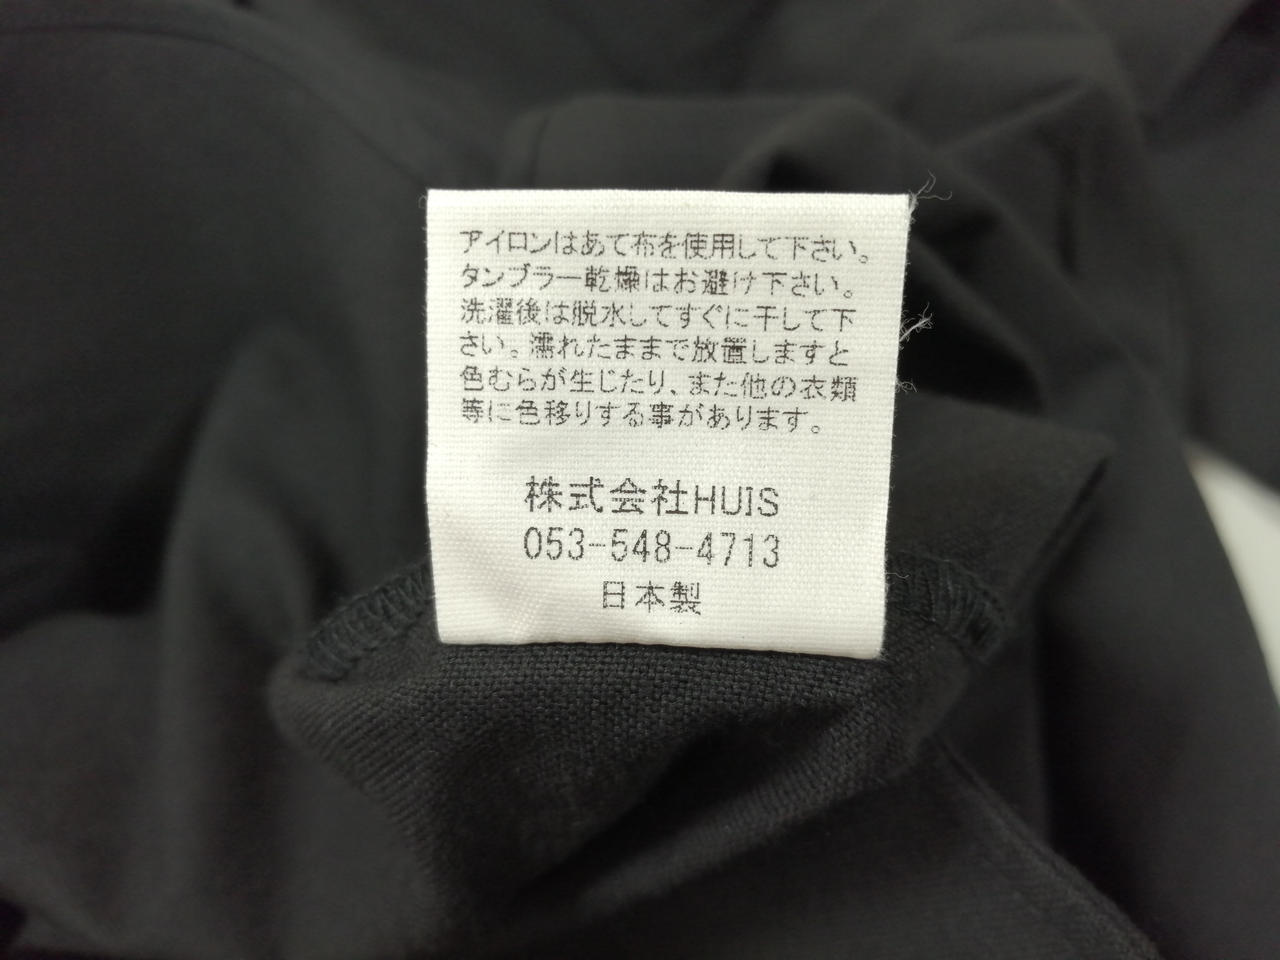 アイロンはあて布を使用して下さい。
タンブラー乾燥はお避け下さい。
洗濯後は脱水してすぐに干して下
さい。濡れたままで放置しますと
色むらが生じたり、また他の衣類
等に色移りする事があります。
株式会社HUIS
053-548-4713
日本製